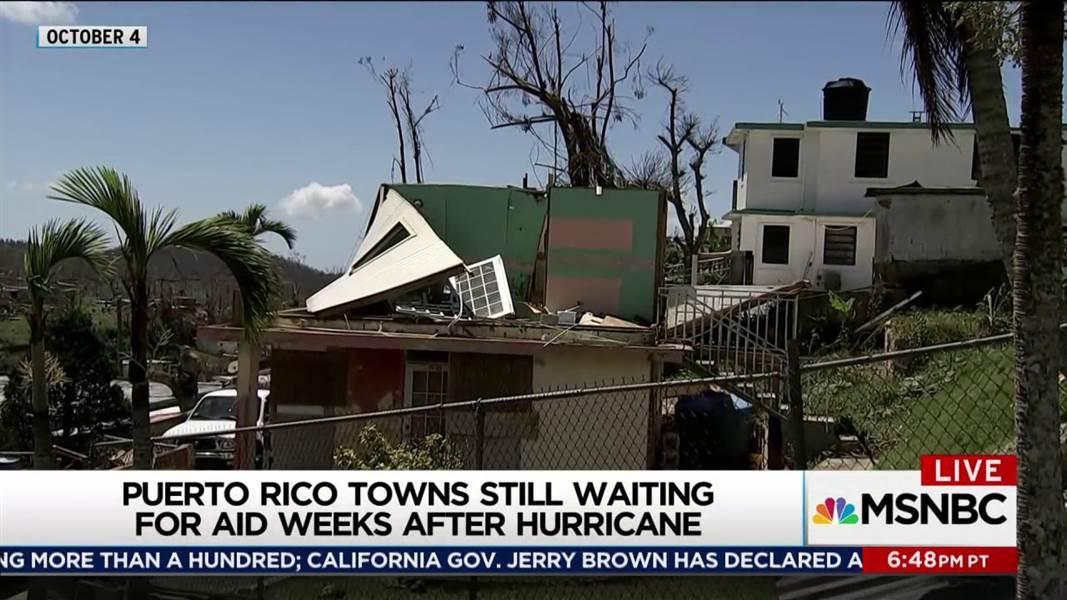 OCTOBER 4
PUERTO RICO TOWNS STILL WAITING
FOR AID WEEKS AFTER HURRICANE
LIVE
MSNBC
NG MORE THAN A HUNDRED; CALIFORNIA GOV. JERRY BROWN HAS DECLARED A
6:48PM PT